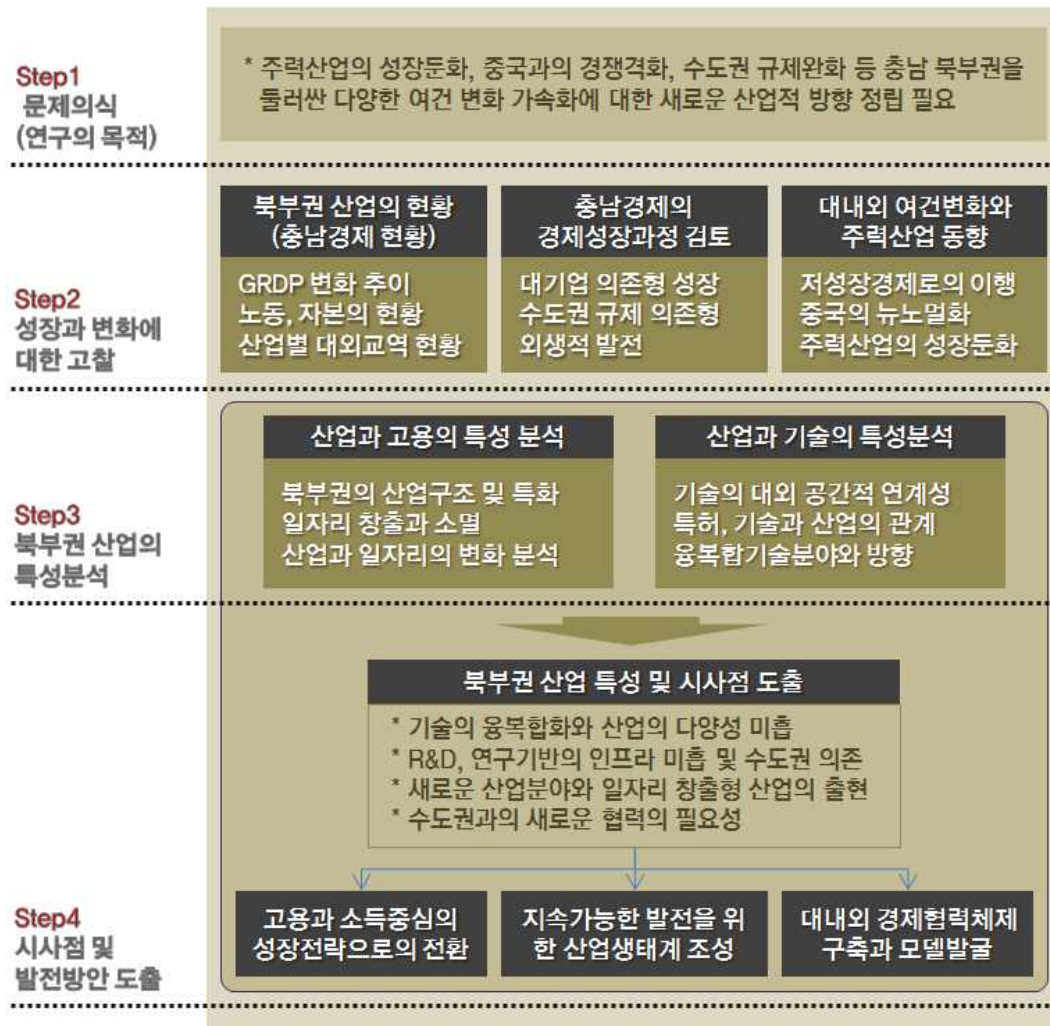 Step1
문제의식
(연구의 목적)
* 주력산업의 성장둔화, 중국과의 경쟁격화, 수도권 규제완화 등 충남 북부권을
둘러싼 다양한 여건 변화 가속화에 대한 새로운 산업적 방향 정립 필요
Step2
성장과 변화에
대한 고찰
북부권 산업의 현황
(충남경제 현황)
GRDP 변화 추이
노동, 자본의 현황
산업별 대외교역 현황
충남경제의
경제성장과정 검토
대기업 의존형 성장
수도권 규제 의존형
외생적 발전
대내외 여건변화와
주력산업 동향
저성장경제로의 이행
중국의 뉴노멀화
주력산업의 성장둔화
Step3
북부권 산업의
특성분석
산업과 고용의 특성 분석
북부권의 산업구조 및 특화
일자리 창출과 소멸
산업과 일자리의 변화 분석
산업과 기술의 특성분석
기술의 대외 공간적 연계성
특허, 기술과 산업의 관계
융복합기술분야와 방향
북부권 산업 특성 및 시사점 도출
* 기술의 융복합화와 산업의 다양성 미흡
* R&D, 연구기반의 인프라 미흡 및 수도권 의존
* 새로운 산업분야와 일자리 창출형 산업의 출현
* 수도권과의 새로운 협력의 필요성
Step4
시사점 및
발전방안 도출
고용과 소득중심의
성장전략으로의 전환
지속가능한 발전을 위
한 산업생태계 조성
대내외 경제협력체제
구축과 모델발굴